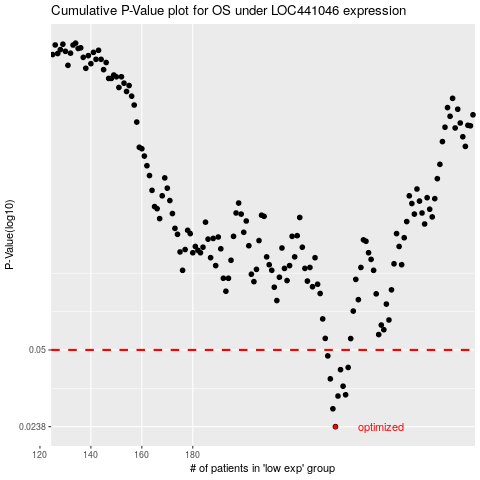 Cumulative P-Value plot for OS under LOC441046 expression
P-Value(log10)
0.05
0.0238
optimized
120 140 160 180
# of patients in 'low exp' group